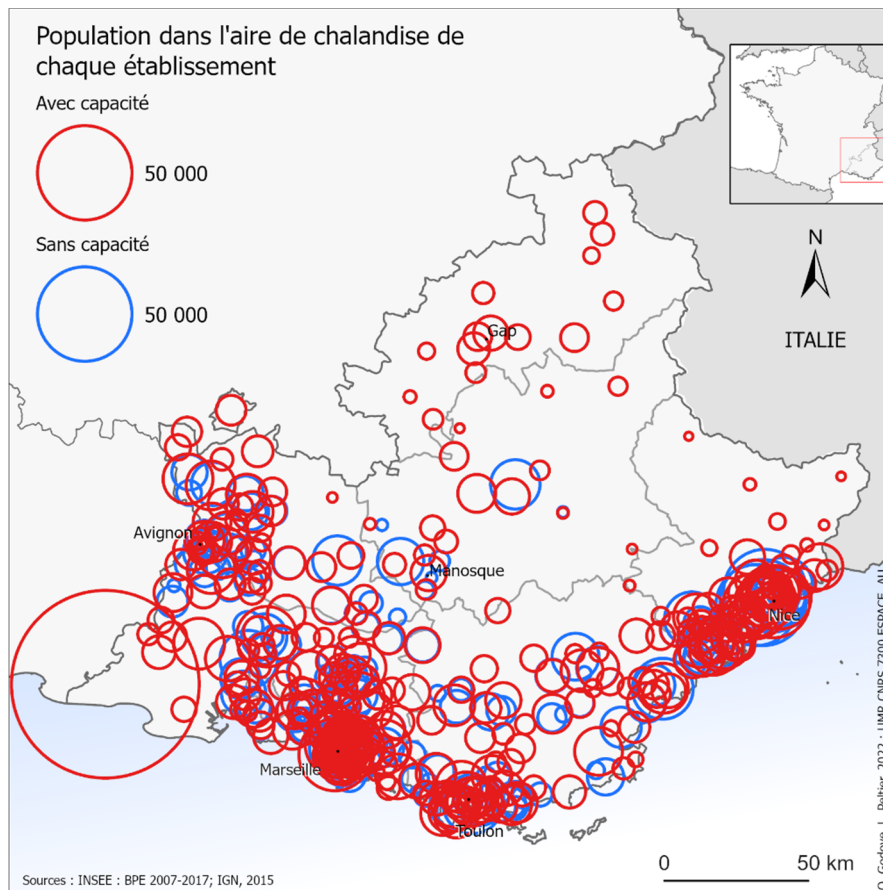 Population dans l'aire de chalandise de
chaque établissement
Avec capacité
50 000
Sans capacité
50 000
N
ITALIE
Gap
Avignon
Manosque
Nice
Marseille
Toulon
0 50 km
Sources : INSEE : BPE 2007-2017; IGN, 2015